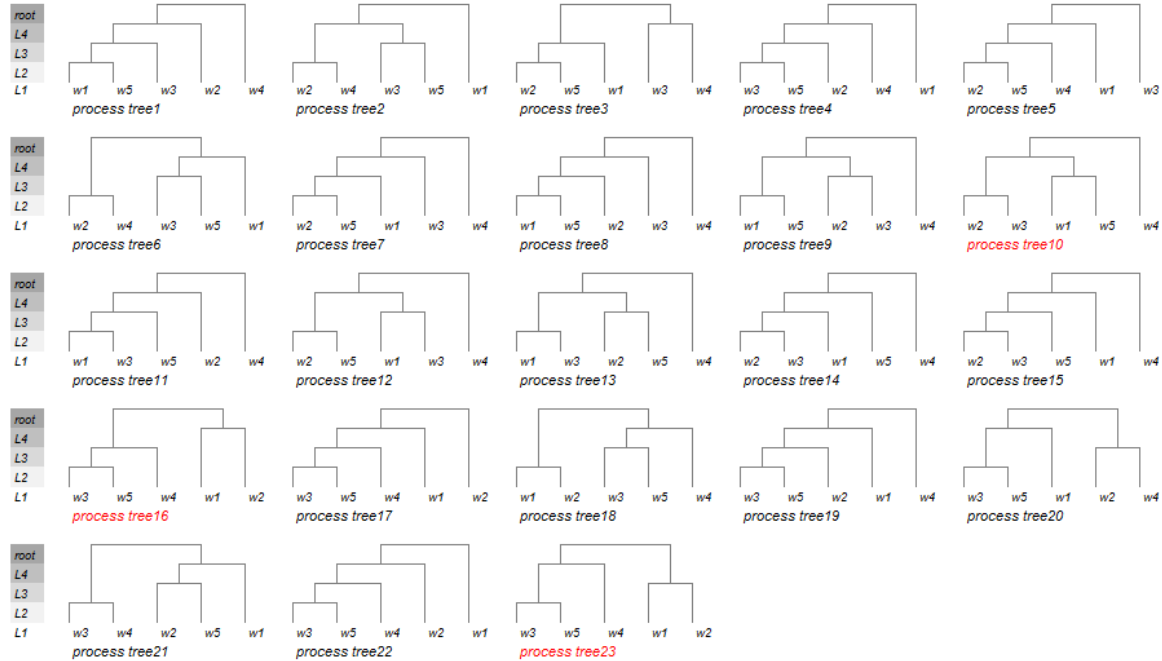 root
L4
L3
L2
L1 w1 w5 w3 w2 w4 w2 w4 w3 w5 w1 w2 w5 w1 w3 w4 w3 w5 w2 w4 w1 w2 w5 w4 w1 w3
process tree1 process tree2 process tree3 process tree4 process tree5
root
L4
L3
L2
L1 w2 w4 w3 w5 w1 w2 w5 w1 w3 w4 w1 w5 w2 w3 w4 w1 w5 w2 w3 w4 w2 w3 w1 w5 w4
process tree6 process tree7 process tree8 process tree9 process tree10
root
L4
L3
L2
L1 w1 w3 w5 w2 w4 w2 w5 w1 w3 w4 w1 w3 w2 w5 w4 w2 w3 w1 w5 w4 w2 w3 w5 w1 w4
process tree11 process tree12 process tree13 process tree14 process tree15
root
L4
L3
L2
L1 w3 w5 w4 w1 w2 w3 w5 w4 w1 w2 w1 w2 w3 w5 w4 w3 w5 w2 w1 w4 w3 w5 w1 w2 w4
process tree16 process tree17 process tree18 process tree19 process tree20
root
L4
L3
L2
L1 w3 w4 w2 w5 w1 w3 w5 w4 w2 w1 w3 w5 w4 w1 w2
process tree21 process tree22 process tree23